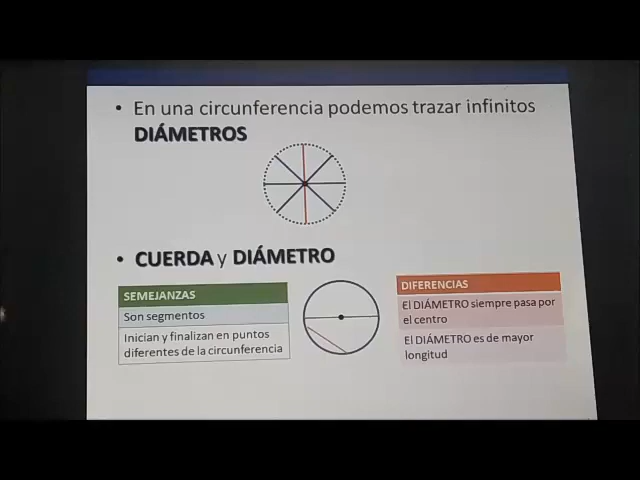 • En una circunferencia podemos trazar infinitos
DIÁMETROS
• CUERDA y DIÁMETRO
SEMEJANZAS
Son segmentos
Inician y finalizan en puntos
diferentes de la circunferencia
DIFERENCIAS
El DIÁMETRO siempre pasa por
el centro
El DIÁMETRO es de mayor
longitud